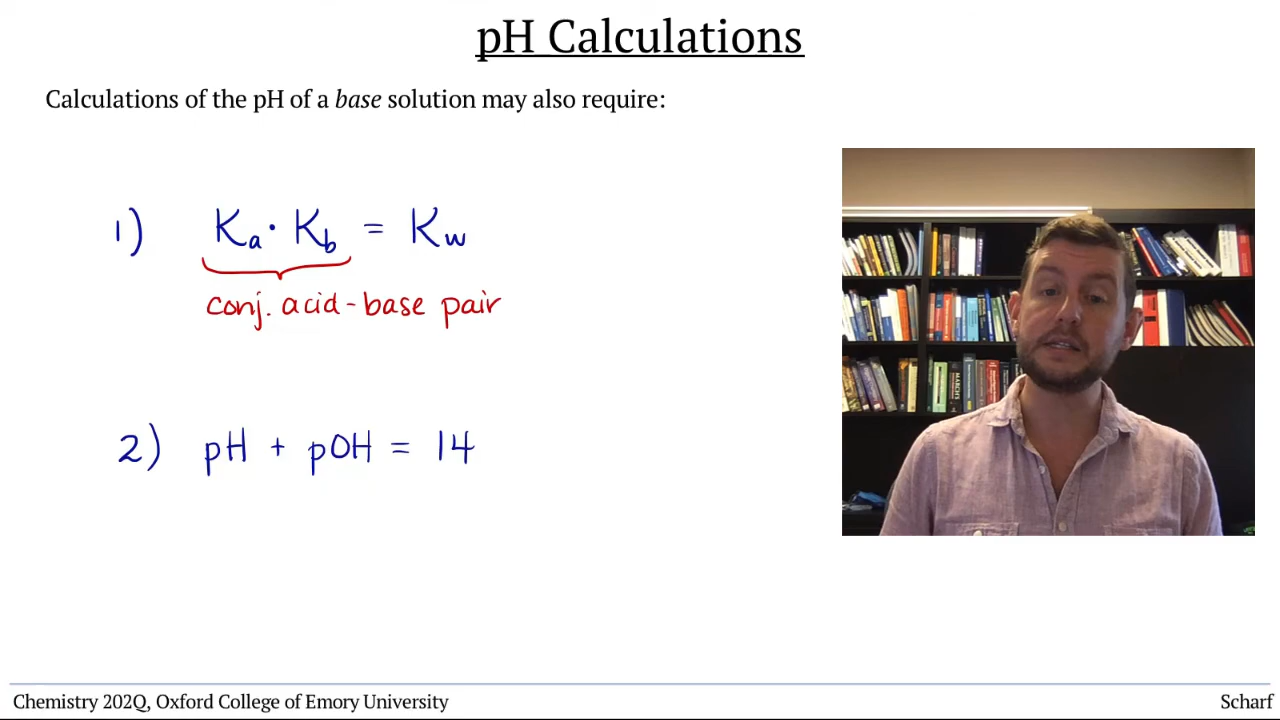 pH Calculations
Calculations of the pH of a base solution may also require:
1) Ka · Kb = Kw
conj. acid-base pair
2) pH + pOH = 14
Chemistry 202Q, Oxford College of Emory University
Scharf